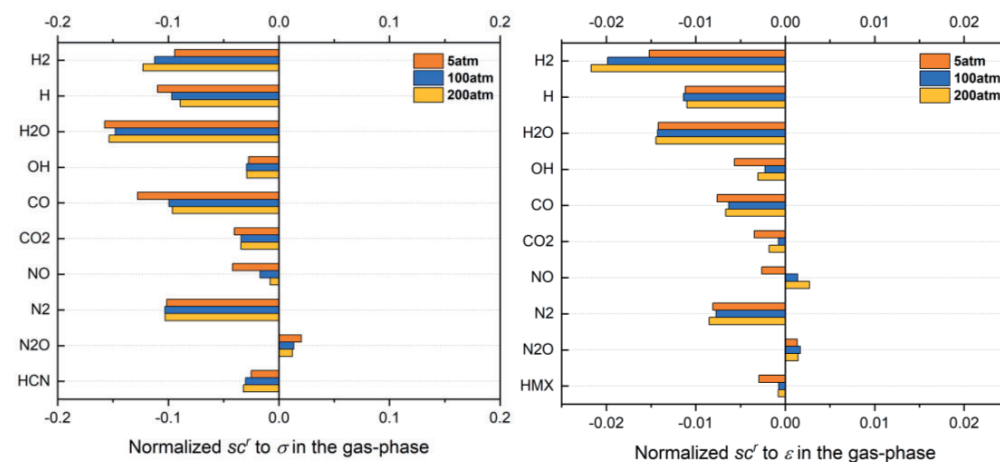 -0.2 -0.1 0.0 0.1 0.2
H2
H
H2O
OH
CO
CO2
NO
N2
N2O
HCN
5atm
100atm
200atm
-0.2 -0.1 0.0 0.1 0.2
Normalized scʳ to σ in the gas-phase
-0.02 -0.01 0.00 0.01 0.02
H2
H
H2O
OH
CO
CO2
NO
N2
N2O
HMX
5atm
100atm
200atm
-0.02 -0.01 0.00 0.01 0.02
Normalized scʳ to ε in the gas-phase